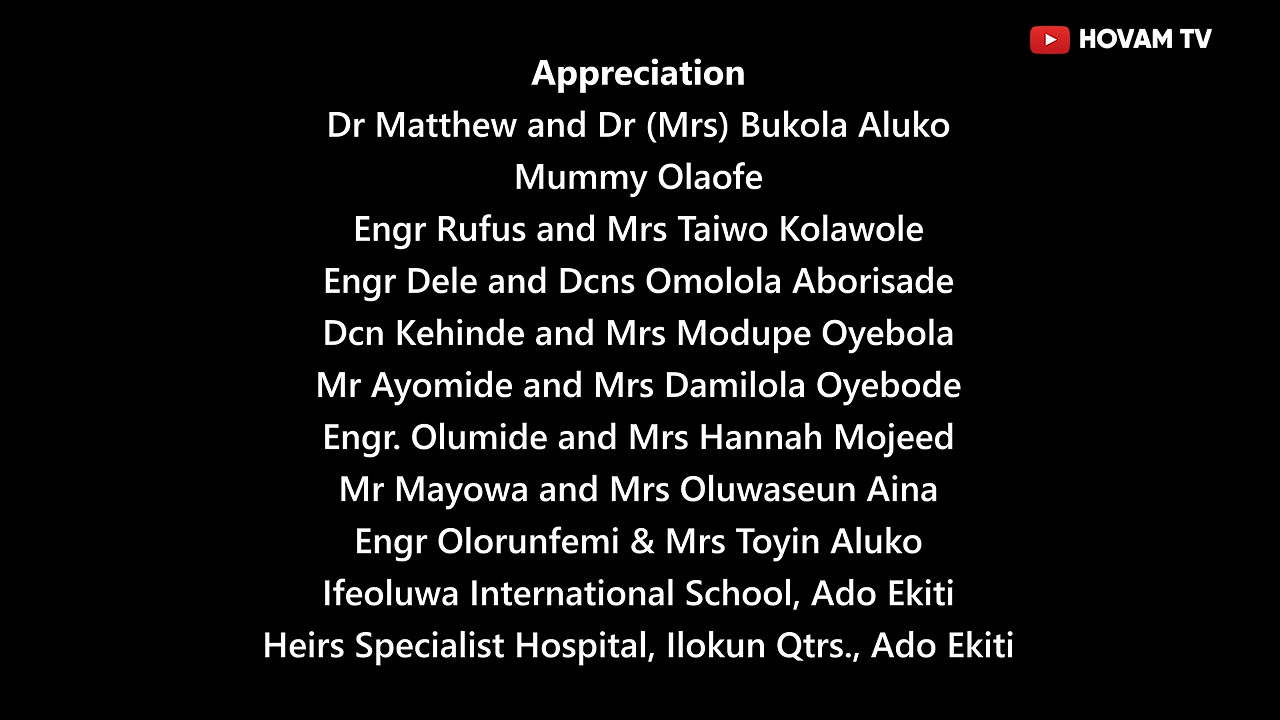 HOVAM TV
Appreciation
Dr Matthew and Dr (Mrs) Bukola Aluko
Mummy Olaofe
Engr Rufus and Mrs Taiwo Kolawole
Engr Dele and Dcns Omolola Aborisade
Dcn Kehinde and Mrs Modupe Oyebola
Mr Ayomide and Mrs Damilola Oyebode
Engr. Olumide and Mrs Hannah Mojeed
Mr Mayowa and Mrs Oluwaseun Aina
Engr Olorunfemi & Mrs Toyin Aluko
Ifeoluwa International School, Ado Ekiti
Heirs Specialist Hospital, Ilokun Qtrs., Ado Ekiti